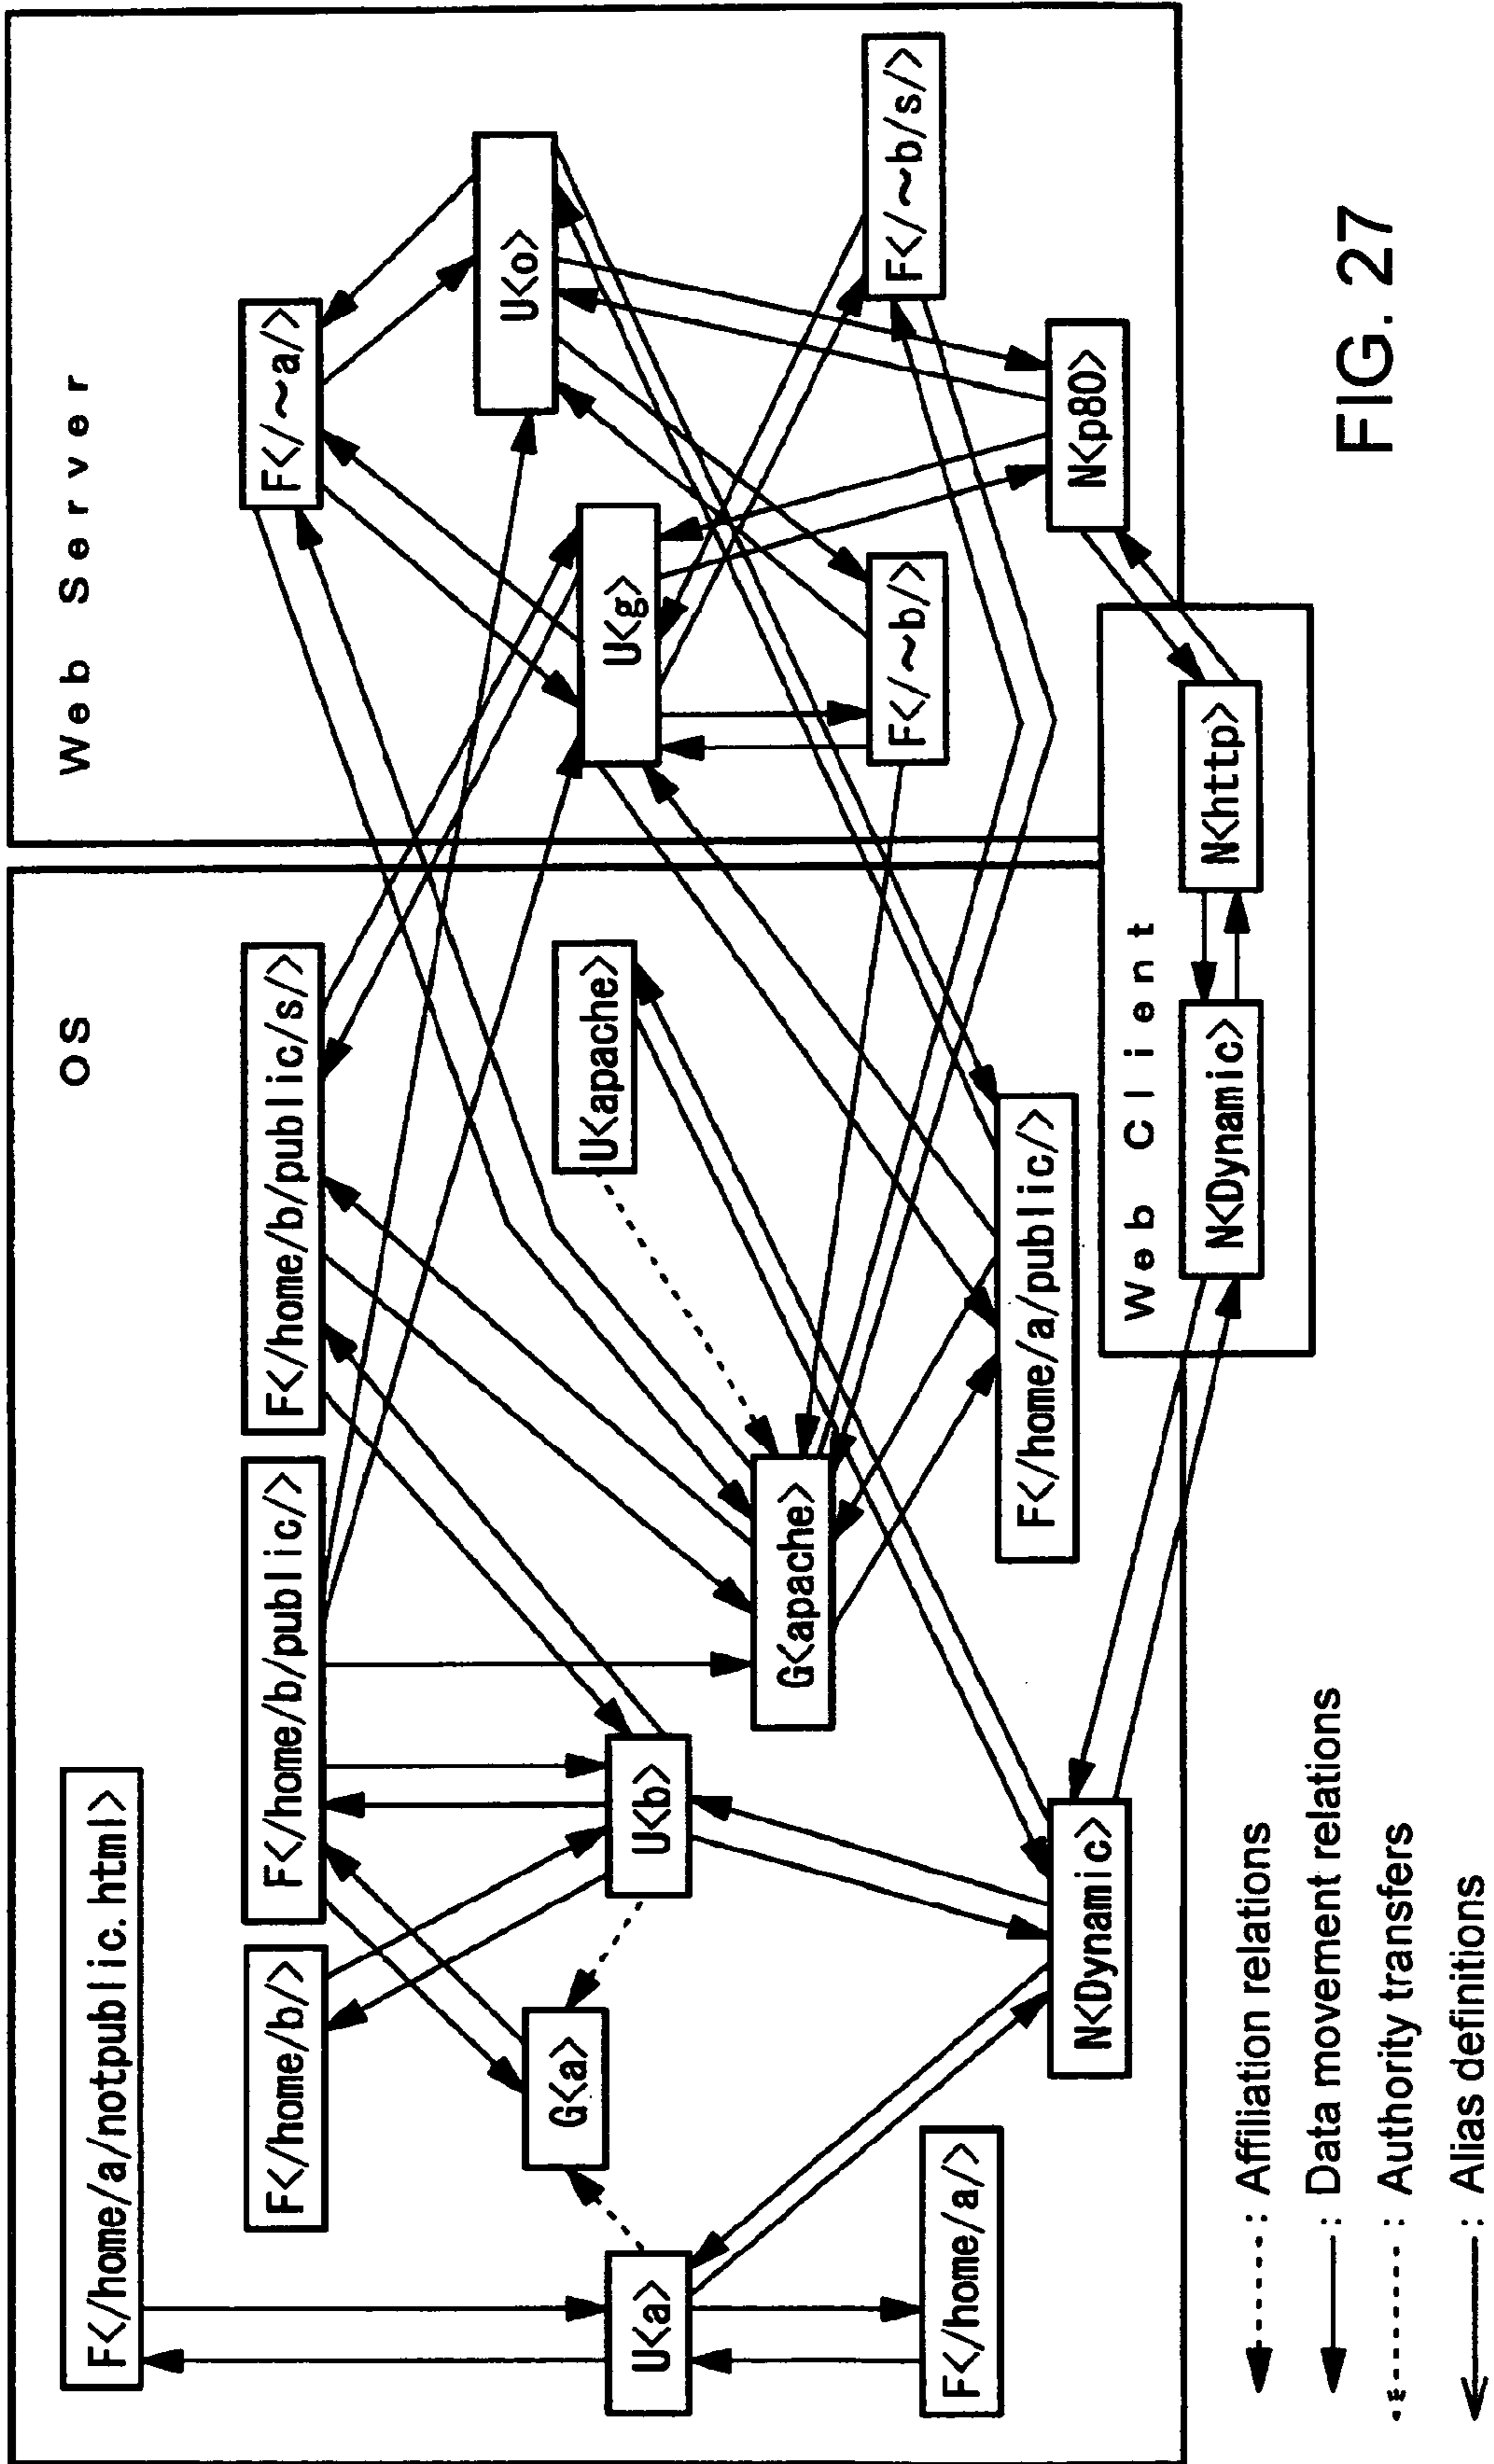 OS
Web Server
F</home/a/notpublic.html>
F</home/b/>
F</home/b/public/>
F</home/b/public/s/>
F</~a/>
U<o>
G<a>
U<apache>
U<g>
U<a>
U<b>
G<apache>
F</~b/>
F</~b/s/>
F</home/a/>
F</home/a/public/>
N<Dynamic>
N<p80>
Web Client
N<Dynamic>
N<http>
: Affiliation relations
: Data movement relations
: Authority transfers
: Alias definitions
FIG. 27